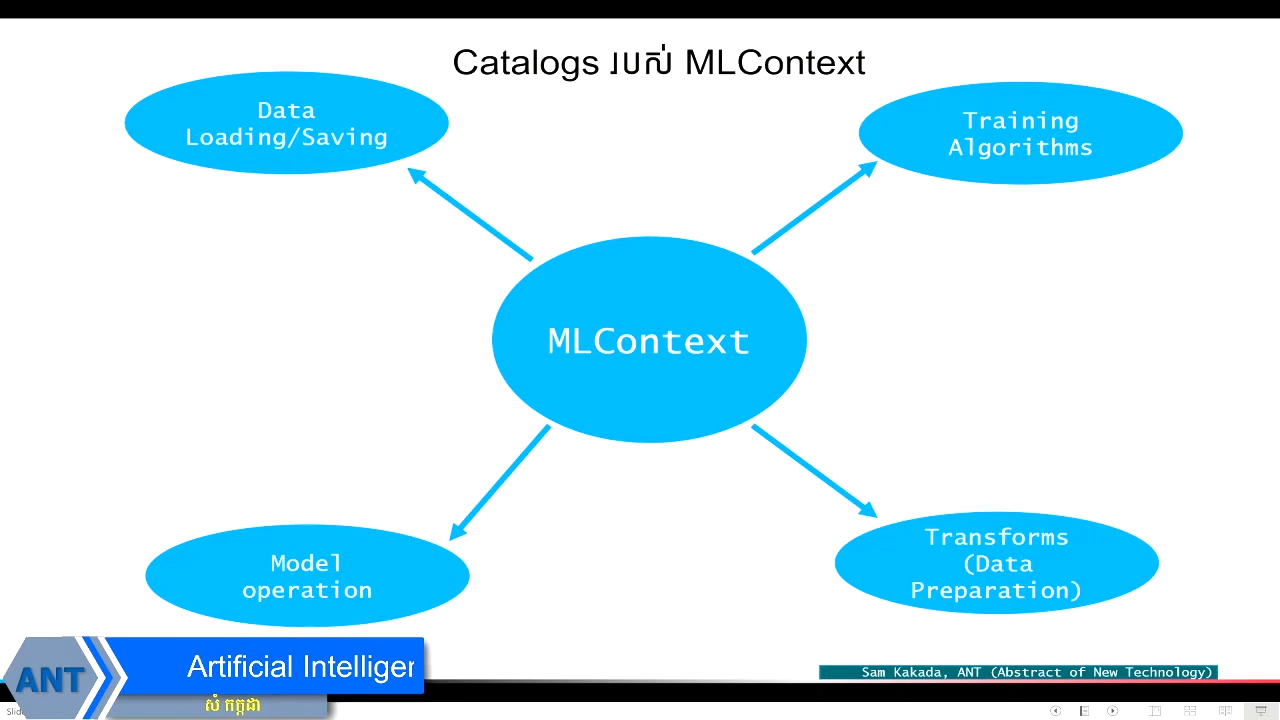 Catalogs របស់ MLContext
Data
Loading/Saving
Training
Algorithms
MLContext
Model
operation
Transforms
(Data
Preparation)
ANT
Artificial Intelliger
សំ កក្កដា
Sam Kakada, ANT (Abstract of New Technology)